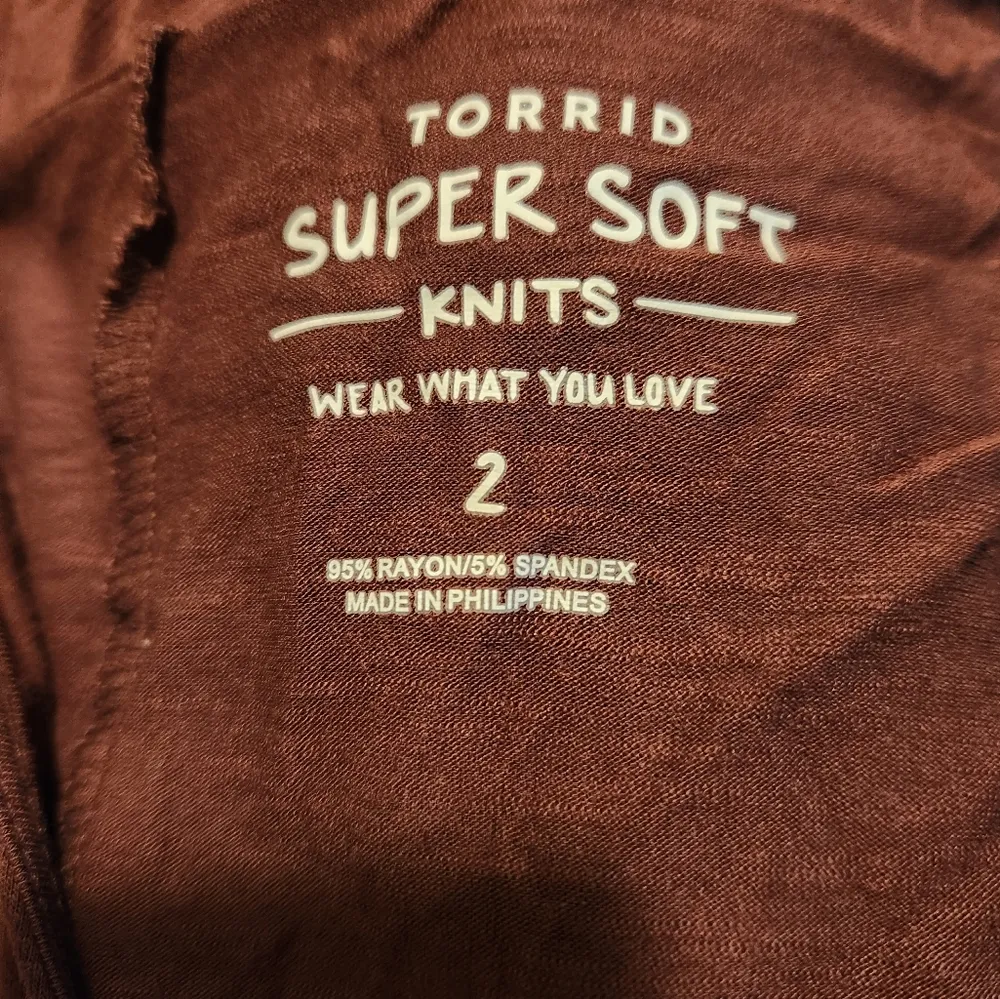 TORRID
SUPER SOFT
KNITS
WEAR WHAT YOU LOVE
2
95% RAYON/5% SPANDEX
MADE IN PHILIPPINES